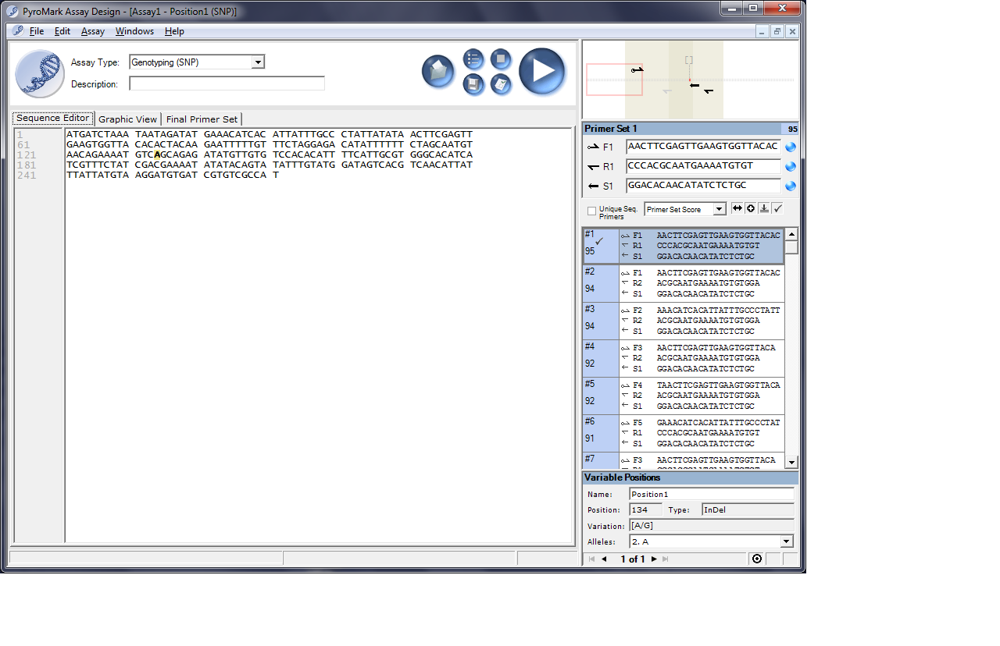 PyroMark Assay Design - [Assay1 - Position1 (SNP)]
File Edit Assay Windows Help
Assay Type: Genotyping (SNP)
Description:
Sequence Editor Graphic View Final Primer Set
1 ATGATCTAAA TAATAGATAT GAAACATCAC ATTATTTGCC CTATTATATA ACTTCGAGTT
61 GAAGTGGTTA CACACTACAA GAATTTTTGT TTCTAGGAGA CATATTTTTT CTAGCAATGT
121 AACAGAAAAT GTCAGCAGAG ATATGTTGTG TCCACACATT TTCATTGCGT GGGCACATCA
181 TCGTTTCTAT CGACGAAAAT ATATACAGTA TATTTGTATG GATAGTCACG TCAACATTAT
241 TTATTATGTA AGGATGTGAT CGTGTCGCCA T
[]
Primer Set 1 95
F1 AACTTCGAGTTGAAGTGGTTACAC
R1 CCCACGCAATGAAAATGTGT
S1 GGACACAACATATCTCTGC
Unique Seq. Primers Primer Set Score
#1 F1 AACTTCGAGTTGAAGTGGTTACAC
R1 CCCACGCAATGAAAATGTGT
95 S1 GGACACAACATATCTCTGC
#2 F1 AACTTCGAGTTGAAGTGGTTACAC
R2 ACGCAATGAAAATGTGTGGA
94 S1 GGACACAACATATCTCTGC
#3 F2 AAACATCACATTATTTGCCCTATT
R2 ACGCAATGAAAATGTGTGGA
94 S1 GGACACAACATATCTCTGC
#4 F3 AACTTCGAGTTGAAGTGGTTACA
R2 ACGCAATGAAAATGTGTGGA
92 S1 GGACACAACATATCTCTGC
#5 F4 TAACTTCGAGTTGAAGTGGTTACA
R2 ACGCAATGAAAATGTGTGGA
92 S1 GGACACAACATATCTCTGC
#6 F5 GAAACATCACATTATTTGCCCTAT
R1 CCCACGCAATGAAAATGTGT
91 S1 GGACACAACATATCTCTGC
#7 F3 AACTTCGAGTTGAAGTGGTTACA
Variable Positions
Name: Position1
Position: 134 Type: InDel
Variation: [A/G]
Alleles: 2. A
1 of 1